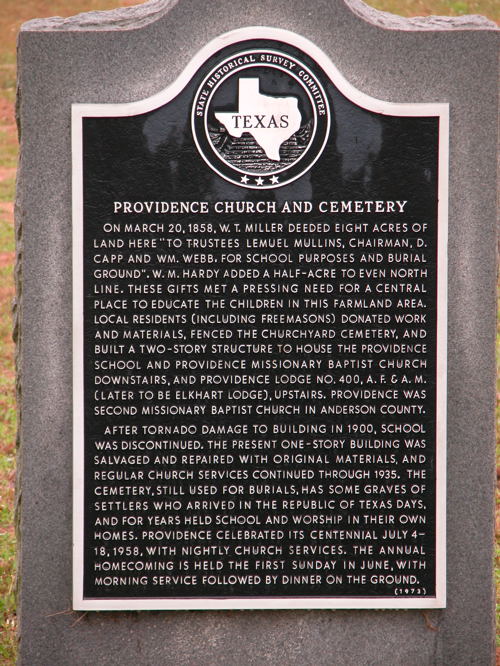 STATE HISTORICAL SURVEY COMMITTEE
TEXAS
PROVIDENCE CHURCH AND CEMETERY
ON MARCH 20, 1858, W. T. MILLER DEEDED EIGHT ACRES OF
LAND HERE "TO TRUSTEES LEMUEL MULLINS, CHAIRMAN, D.
CAPP AND WM. WEBB. FOR SCHOOL PURPOSES AND BURIAL
GROUND". W. M. HARDY ADDED A HALF-ACRE TO EVEN NORTH
LINE. THESE GIFTS MET A PRESSING NEED FOR A CENTRAL
PLACE TO EDUCATE THE CHILDREN IN THIS FARMLAND AREA.
LOCAL RESIDENTS (INCLUDING FREEMASONS) DONATED WORK
AND MATERIALS, FENCED THE CHURCHYARD CEMETERY, AND
BUILT A TWO-STORY STRUCTURE TO HOUSE THE PROVIDENCE
SCHOOL AND PROVIDENCE MISSIONARY BAPTIST CHURCH
DOWNSTAIRS, AND PROVIDENCE LODGE NO. 400, A. F. & A. M.
(LATER TO BE ELKHART LODGE), UPSTAIRS. PROVIDENCE WAS
SECOND MISSIONARY BAPTIST CHURCH IN ANDERSON COUNTY.
AFTER TORNADO DAMAGE TO BUILDING IN 1900, SCHOOL
WAS DISCONTINUED. THE PRESENT ONE-STORY BUILDING WAS
SALVAGED AND REPAIRED WITH ORIGINAL MATERIALS, AND
REGULAR CHURCH SERVICES CONTINUED THROUGH 1935. THE
CEMETERY, STILL USED FOR BURIALS, HAS SOME GRAVES OF
SETTLERS WHO ARRIVED IN THE REPUBLIC OF TEXAS DAYS,
AND FOR YEARS HELD SCHOOL AND WORSHIP IN THEIR OWN
HOMES. PROVIDENCE CELEBRATED ITS CENTENNIAL JULY 4-
18, 1958, WITH NIGHTLY CHURCH SERVICES. THE ANNUAL
HOMECOMING IS HELD THE FIRST SUNDAY IN JUNE, WITH
MORNING SERVICE FOLLOWED BY DINNER ON THE GROUND.
(1973)